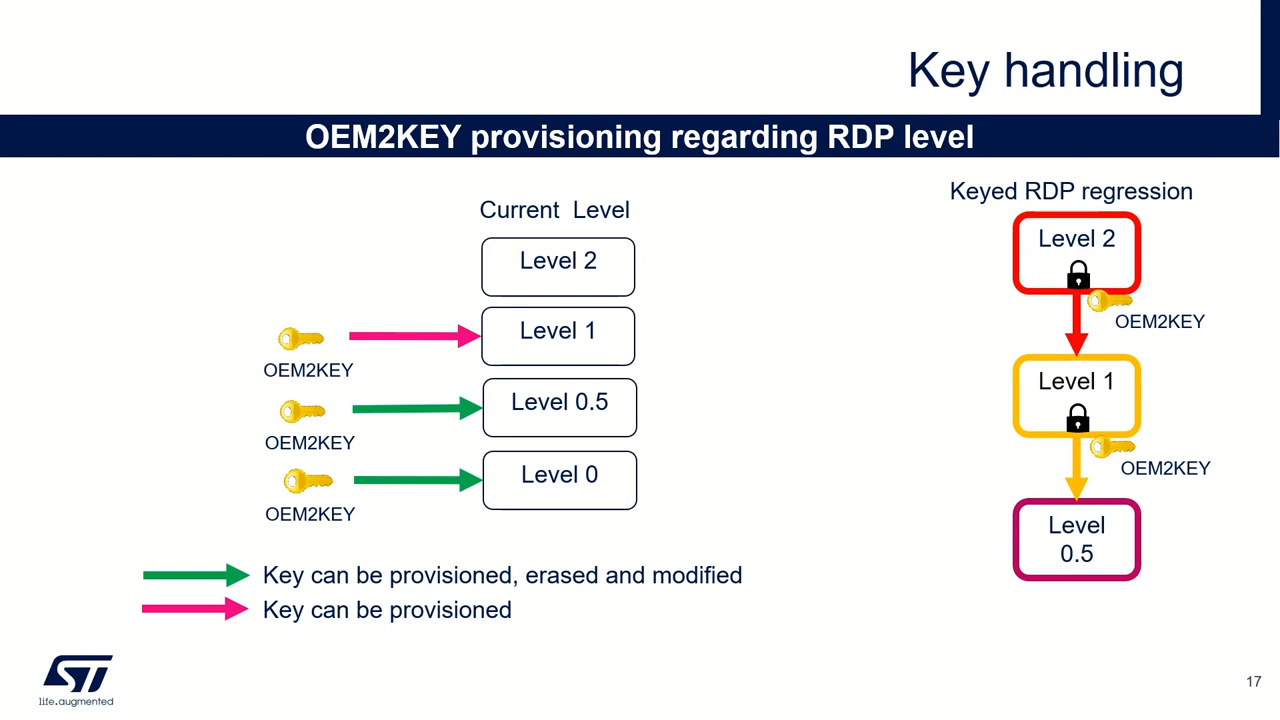 Key handling
OEM2KEY provisioning regarding RDP level
Current Level
Level 2
Level 1
Level 0.5
Level 0
OEM2KEY
OEM2KEY
OEM2KEY
Key can be provisioned, erased and modified
Key can be provisioned
Keyed RDP regression
Level 2
OEM2KEY
Level 1
OEM2KEY
Level
0.5
ST
life.augmented
17